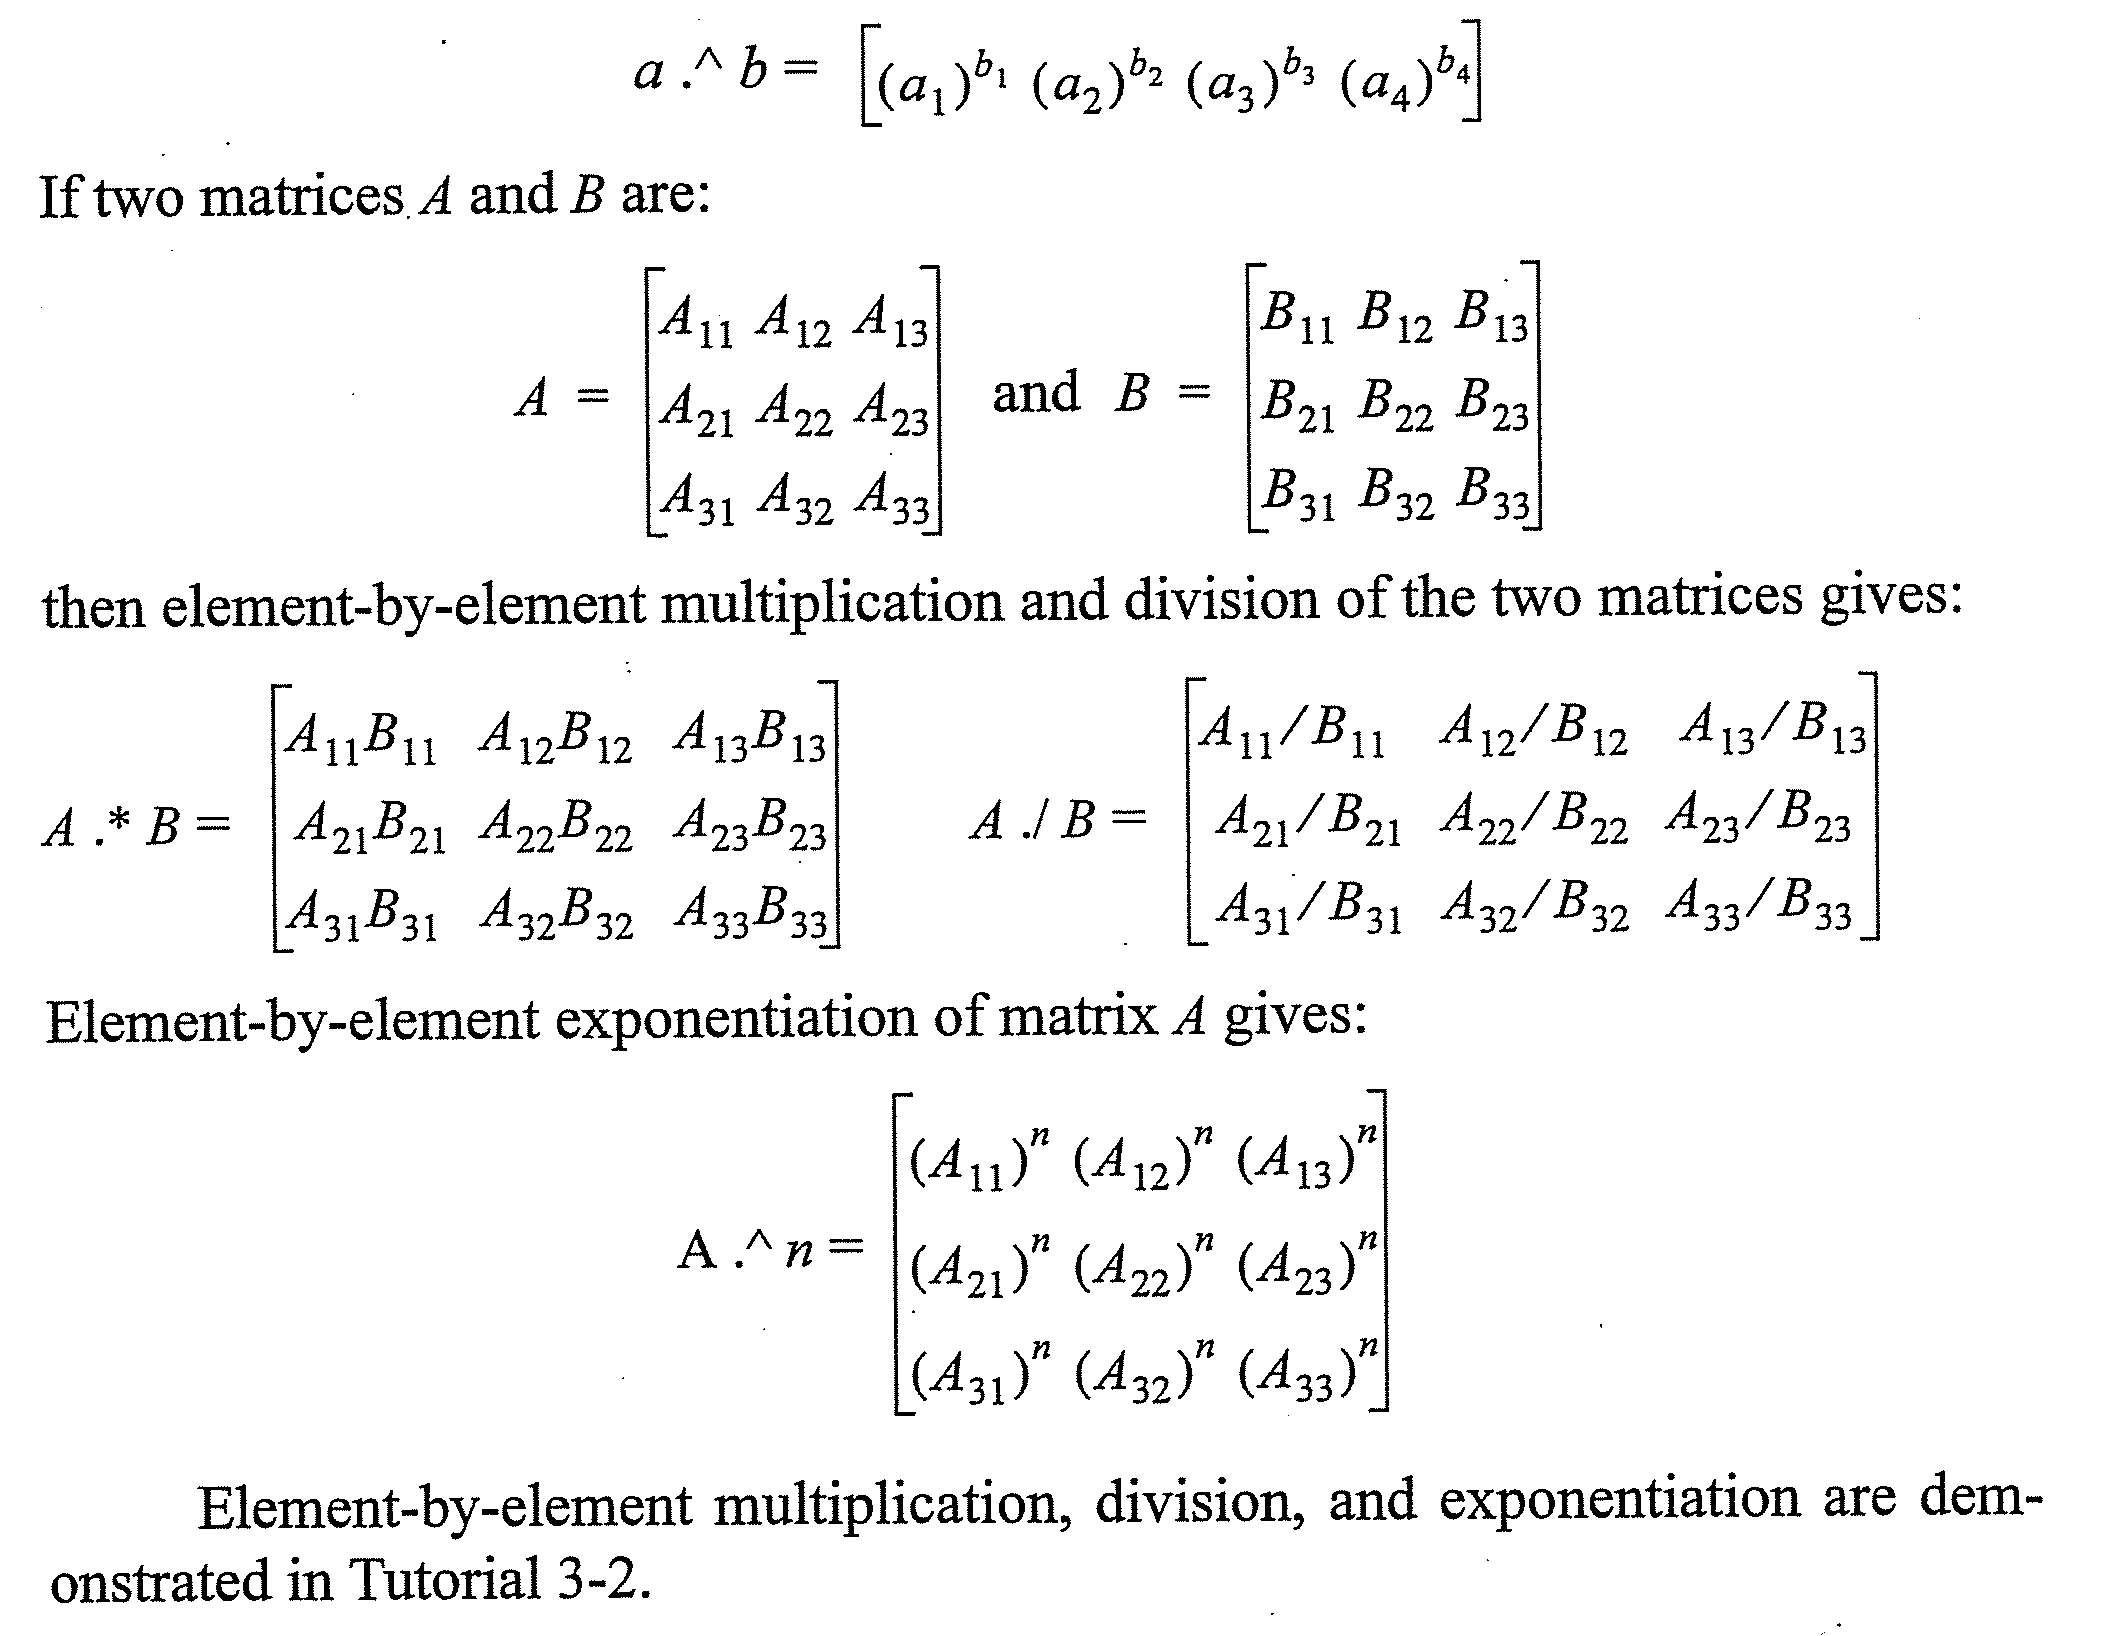 a .^ b = [(a₁)^b₁ (a₂)^b₂ (a₃)^b₃ (a₄)^b₄]
If two matrices A and B are:
A = [A₁₁ A₁₂ A₁₃
A₂₁ A₂₂ A₂₃
A₃₁ A₃₂ A₃₃] and B = [B₁₁ B₁₂ B₁₃
B₂₁ B₂₂ B₂₃
B₃₁ B₃₂ B₃₃]
then element-by-element multiplication and division of the two matrices gives:
A .* B = [A₁₁B₁₁ A₁₂B₁₂ A₁₃B₁₃
A₂₁B₂₁ A₂₂B₂₂ A₂₃B₂₃
A₃₁B₃₁ A₃₂B₃₂ A₃₃B₃₃]
A ./ B = [A₁₁/B₁₁ A₁₂/B₁₂ A₁₃/B₁₃
A₂₁/B₂₁ A₂₂/B₂₂ A₂₃/B₂₃
A₃₁/B₃₁ A₃₂/B₃₂ A₃₃/B₃₃]
Element-by-element exponentiation of matrix A gives:
A .^ n = [(A₁₁)ⁿ (A₁₂)ⁿ (A₁₃)ⁿ
(A₂₁)ⁿ (A₂₂)ⁿ (A₂₃)ⁿ
(A₃₁)ⁿ (A₃₂)ⁿ (A₃₃)ⁿ]
Element-by-element multiplication, division, and exponentiation are dem-
onstrated in Tutorial 3-2.